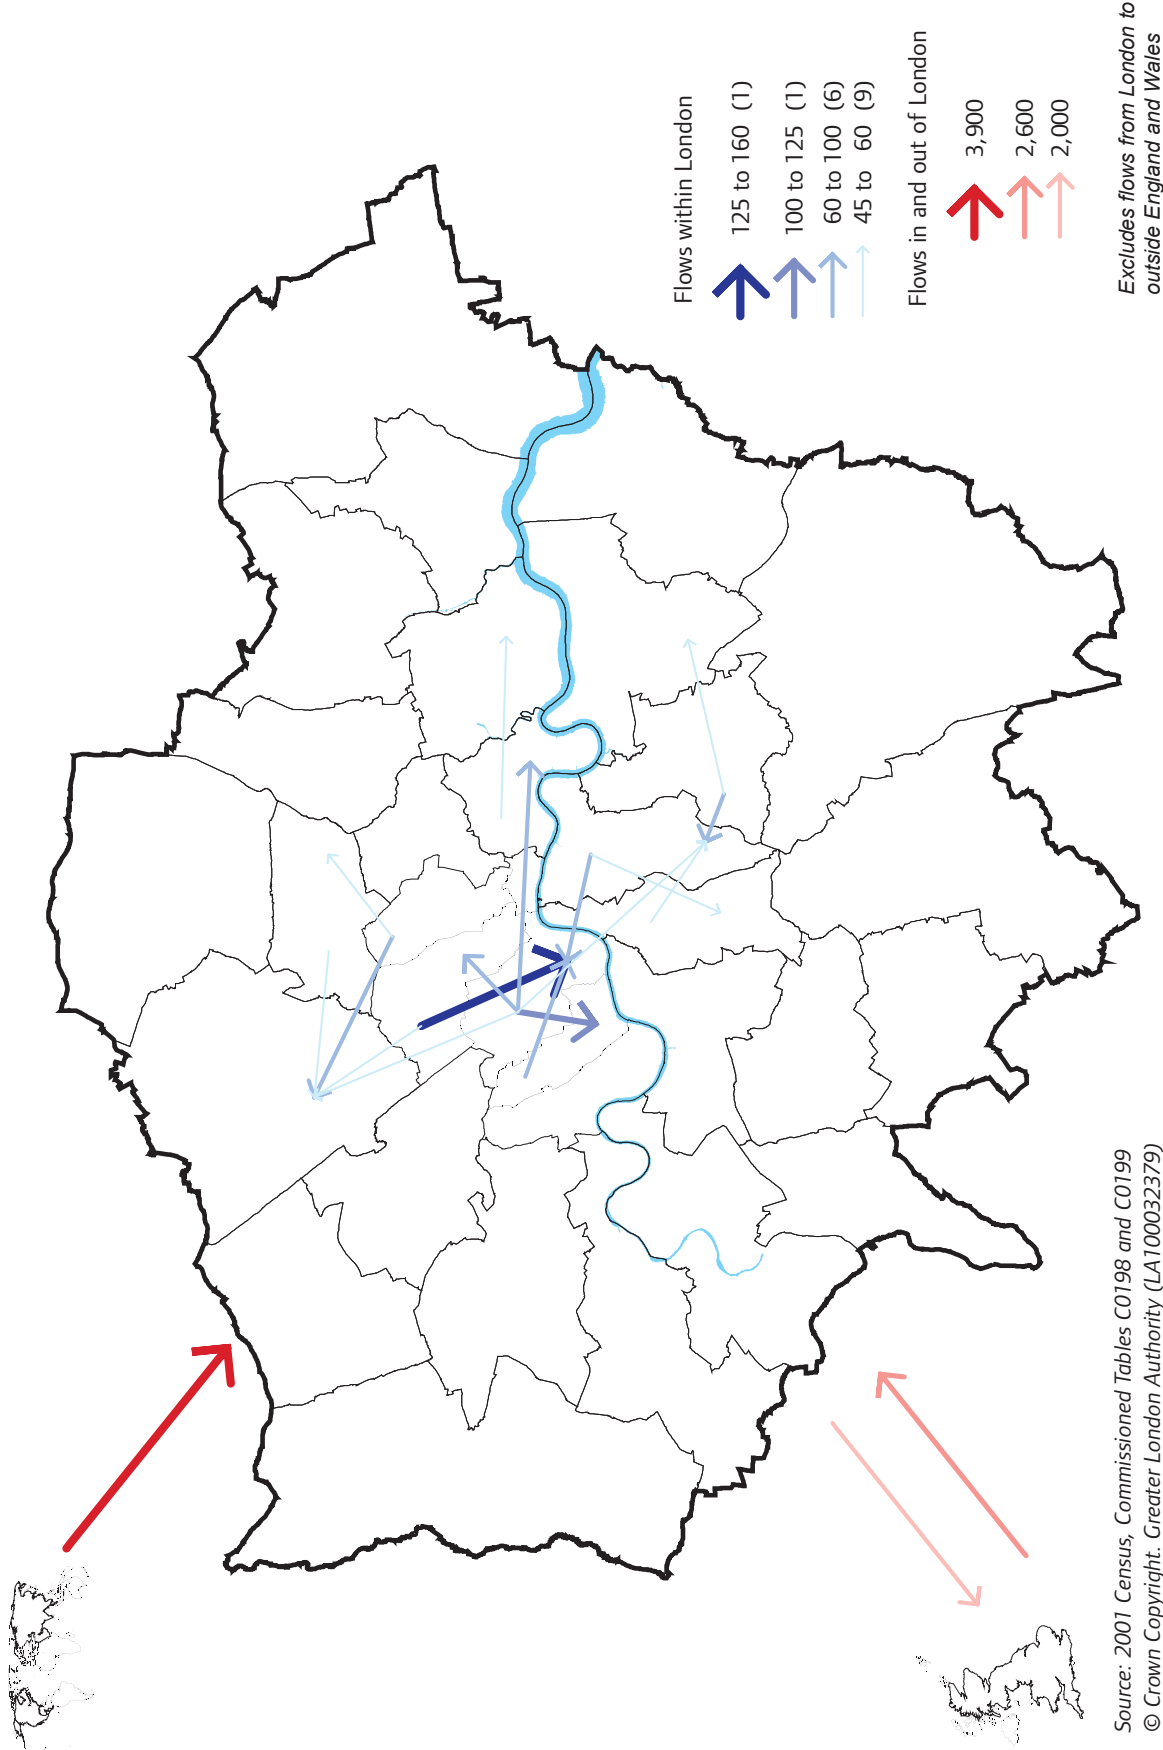 Flows within London
125 to 160 (1)
100 to 125 (1)
60 to 100 (6)
45 to 60 (9)
Flows in and out of London
3,900
2,600
2,000
Excludes flows from London to
outside England and Wales
Source: 2001 Census, Commissioned Tables C0198 and C0199
© Crown Copyright. Greater London Authority (LA100032379)